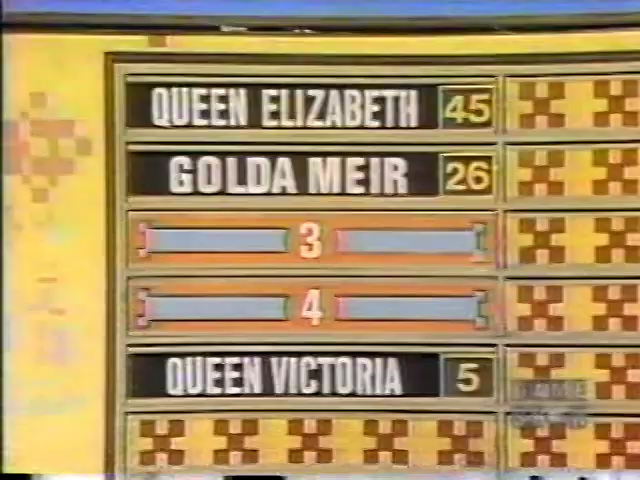 QUEEN ELIZABETH 45
GOLDA MEIR 26
3
4
QUEEN VICTORIA 5